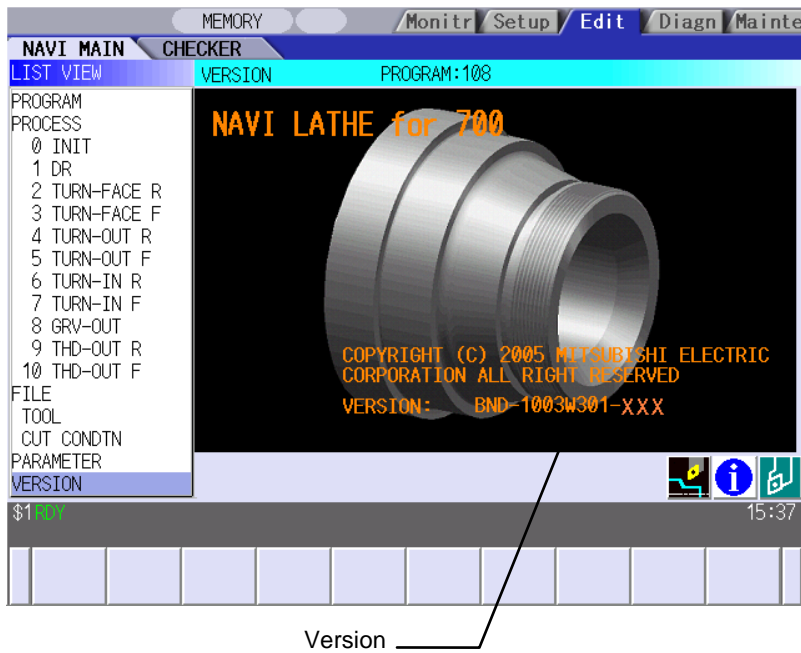 MEMORY
Monitr Setup Edit Diagn Mainte
NAVI MAIN CHECKER
LIST VIEW
VERSION PROGRAM:108
PROGRAM
PROCESS
0 INIT
1 DR
2 TURN-FACE R
3 TURN-FACE F
4 TURN-OUT R
5 TURN-OUT F
6 TURN-IN R
7 TURN-IN F
8 GRV-OUT
9 THD-OUT R
10 THD-OUT F
FILE
TOOL
CUT CONDTN
PARAMETER
VERSION
NAVI LATHE for 700
COPYRIGHT (C) 2005 MITSUBISHI ELECTRIC
CORPORATION ALL RIGHT RESERVED
VERSION: BND-1003W301-XXX
i
$1 RDY 15:37
Version